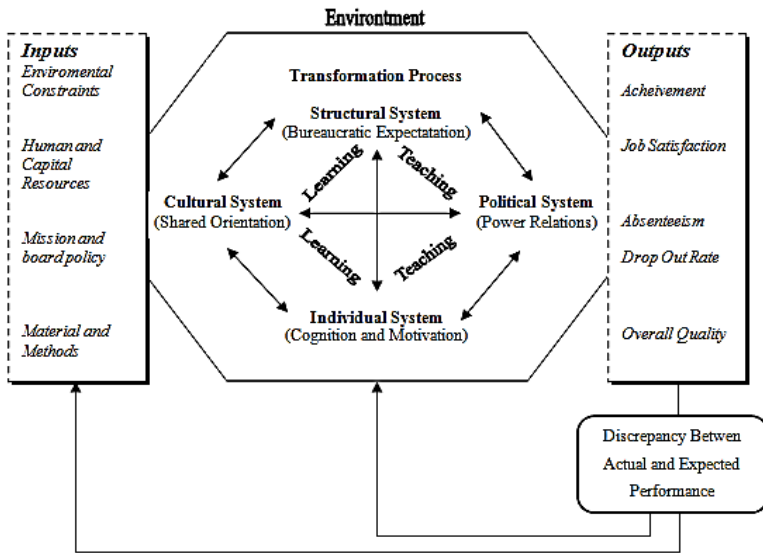 Environtment
Inputs
Enviromental
Constraints
Human and
Capital
Resources
Mission and
board policy
Material and
Methods
Transformation Process
Structural System
(Bureaucratic Expectatation)
Learning
Teaching
Cultural System
(Shared Orientation)
Political System
(Power Relations)
Learning
Teaching
Individual System
(Cognition and Motivation)
Outputs
Acheivement
Job Satisfaction
Absenteeism
Drop Out Rate
Overall Quality
Discrepancy Betwen
Actual and Expected
Performance